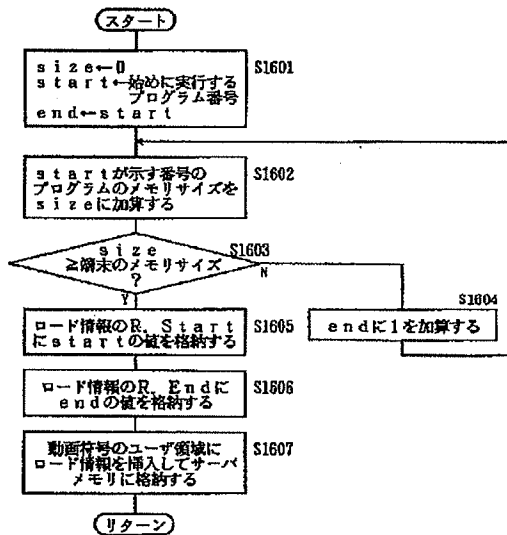 スタート
size←0
start←始めに実行する
プログラム番号
end←start
S1601
startが示す番号の
プログラムのメモリサイズを
sizeに加算する
S1602
size
≧端末のメモリサイズ
?
S1603
N
Y
S1604
endに1を加算する
ロード情報のR. Start
にstartの値を格納する
S1605
ロード情報のR. Endに
endの値を格納する
S1606
動画符号のユーザ領域に
ロード情報を挿入してサーバ
メモリに格納する
S1607
リターン